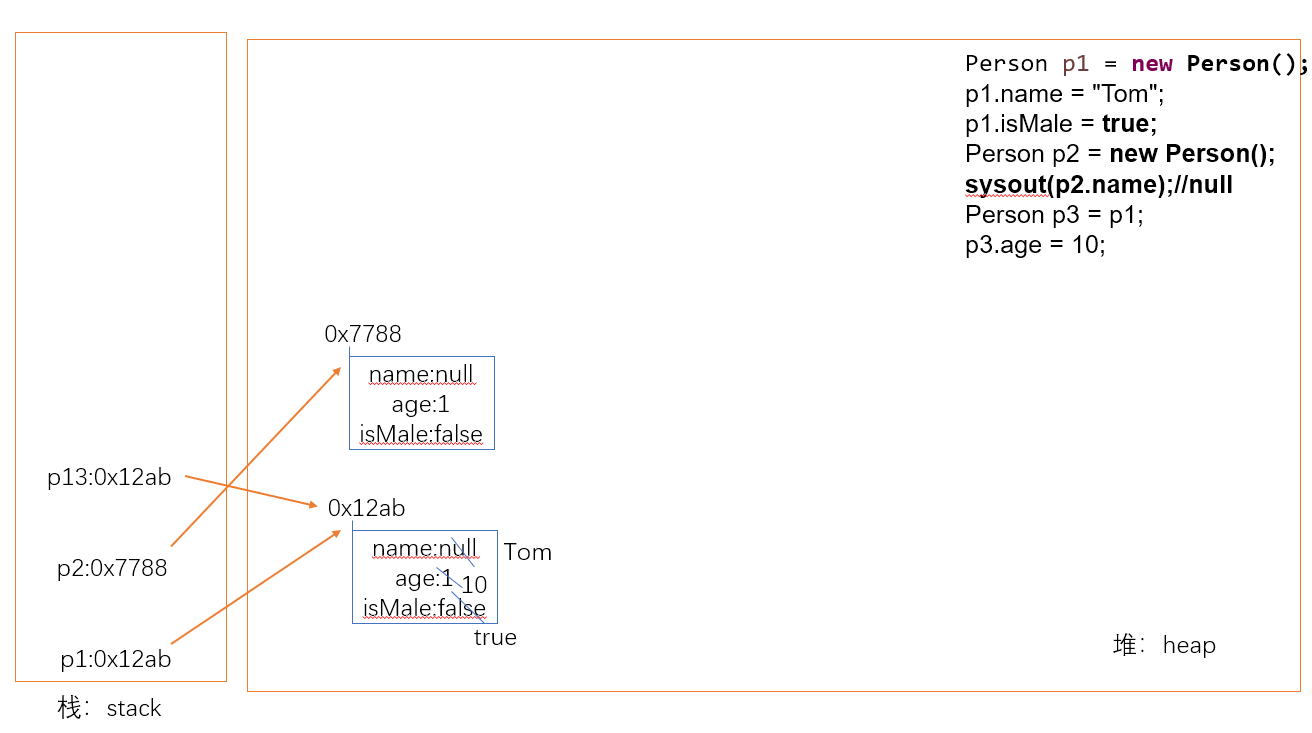 Person p1 = new Person();
p1.name = "Tom";
p1.isMale = true;
Person p2 = new Person();
sysout(p2.name);//null
Person p3 = p1;
p3.age = 10;
0x7788
name:null
age:1
isMale:false
p13:0x12ab
0x12ab
name:null
Tom
age:1
10
isMale:false
true
p2:0x7788
p1:0x12ab
堆：heap
栈：stack